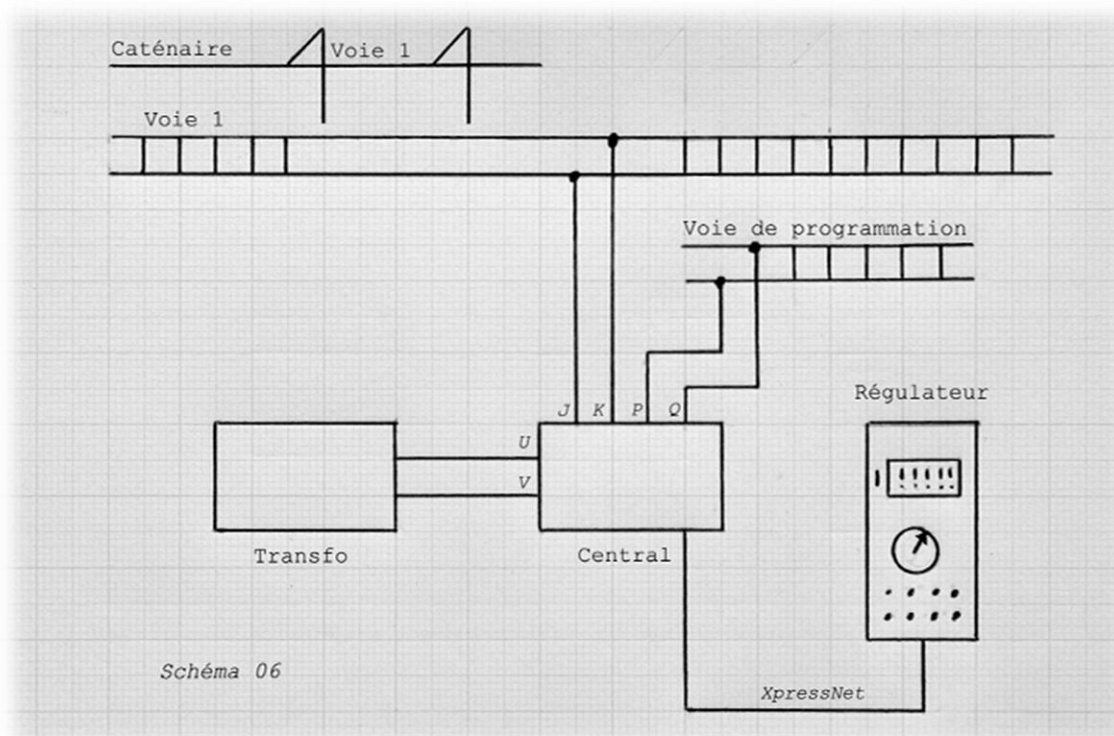 Caténaire
Voie 1
Voie 1
Voie de programmation
Régulateur
J K P Q
U
V
Transfo
Central
Schéma 06
XpressNet